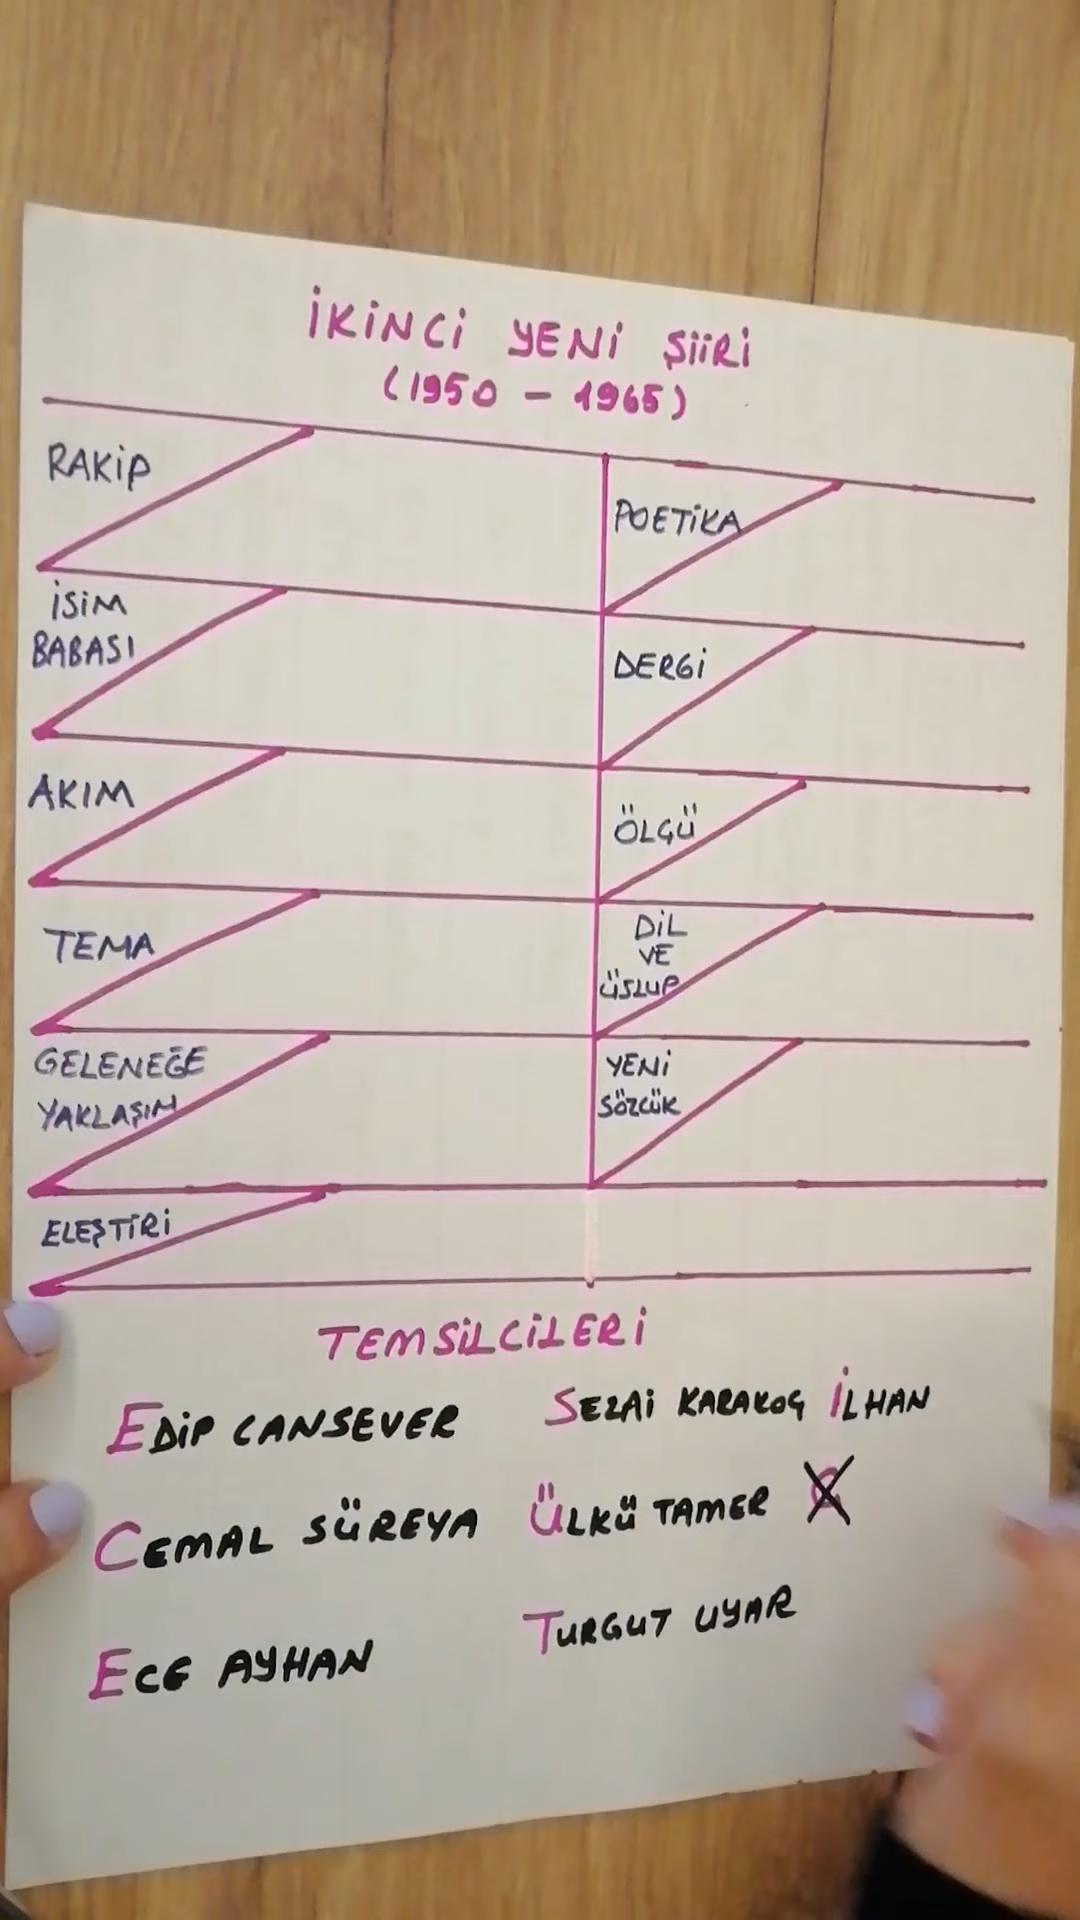 İKİNCİ YENİ ŞİİRİ
(1950 - 1965)
RAKİP
POETİKA
İSİM
BABASI
DERGİ
AKIM
ÖLÇÜ
TEMA
DİL
VE
ÜSLUP
GELENEĞE
YAKLAŞIM
YENİ
SÖZCÜK
ELEŞTİRİ
TEMSİLCİLERİ
EDİP CANSEVER
SEZAİ KARAKOÇ İLHAN
CEMAL SÜREYA
ÜLKÜ TAMER
ECE AYHAN
TURGUT UYAR